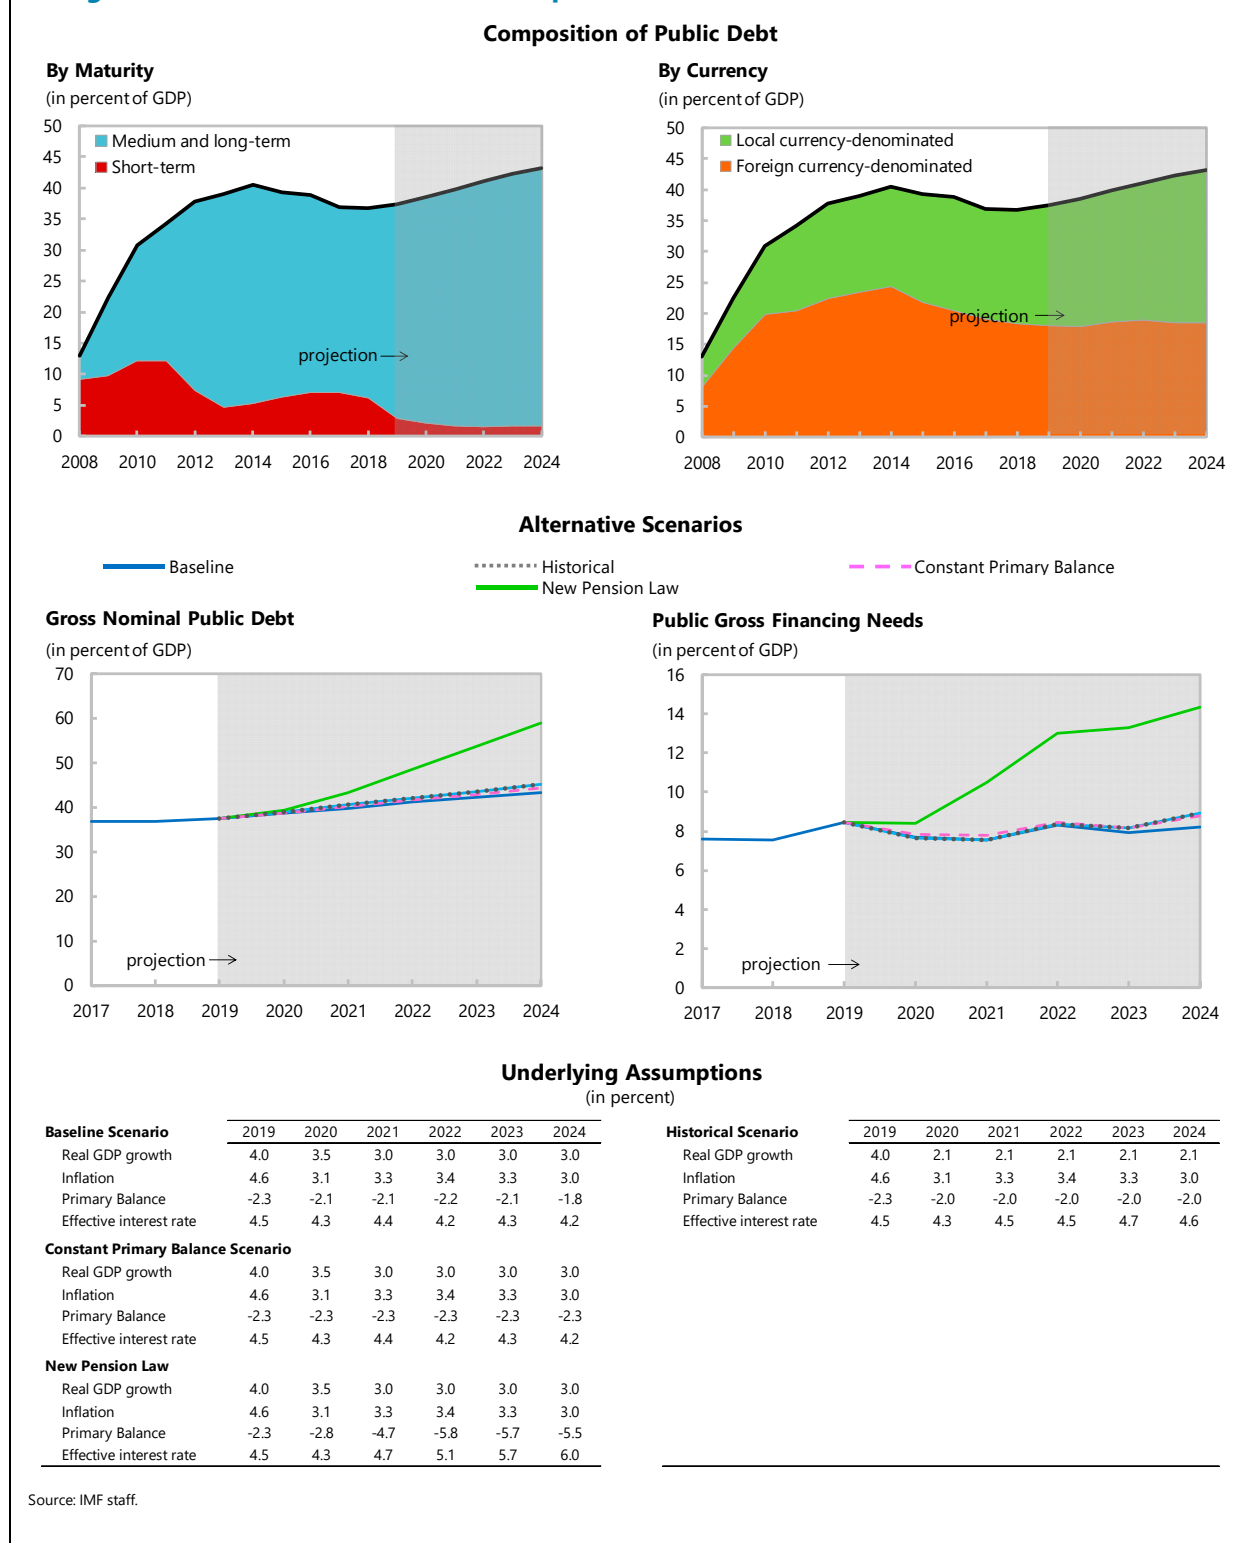 Composition of Public Debt
By Maturity
(in percent of GDP)
50
45
40
35
30
25
20
15
10
5
0
Medium and long-term
Short-term
projection
2008 2010 2012 2014 2016 2018 2020 2022 2024
By Currency
(in percent of GDP)
50
45
40
35
30
25
20
15
10
5
0
Local currency-denominated
Foreign currency-denominated
projection
2008 2010 2012 2014 2016 2018 2020 2022 2024
Alternative Scenarios
Baseline Historical Constant Primary Balance
New Pension Law
Gross Nominal Public Debt
(in percent of GDP)
70
60
50
40
30
20
10
0
projection
2017 2018 2019 2020 2021 2022 2023 2024
Public Gross Financing Needs
(in percent of GDP)
16
14
12
10
8
6
4
2
0
projection
2017 2018 2019 2020 2021 2022 2023 2024
Underlying Assumptions
(in percent)
Baseline Scenario 2019 2020 2021 2022 2023 2024
Real GDP growth 4.0 3.5 3.0 3.0 3.0 3.0
Inflation 4.6 3.1 3.3 3.4 3.3 3.0
Primary Balance -2.3 -2.1 -2.1 -2.2 -2.1 -1.8
Effective interest rate 4.5 4.3 4.4 4.2 4.3 4.2
Constant Primary Balance Scenario
Real GDP growth 4.0 3.5 3.0 3.0 3.0 3.0
Inflation 4.6 3.1 3.3 3.4 3.3 3.0
Primary Balance -2.3 -2.3 -2.3 -2.3 -2.3 -2.3
Effective interest rate 4.5 4.3 4.4 4.2 4.3 4.2
New Pension Law
Real GDP growth 4.0 3.5 3.0 3.0 3.0 3.0
Inflation 4.6 3.1 3.3 3.4 3.3 3.0
Primary Balance -2.3 -2.8 -4.7 -5.8 -5.7 -5.5
Effective interest rate 4.5 4.3 4.7 5.1 5.7 6.0
Historical Scenario 2019 2020 2021 2022 2023 2024
Real GDP growth 4.0 2.1 2.1 2.1 2.1 2.1
Inflation 4.6 3.1 3.3 3.4 3.3 3.0
Primary Balance -2.3 -2.0 -2.0 -2.0 -2.0 -2.0
Effective interest rate 4.5 4.3 4.5 4.5 4.7 4.6
Source: IMF staff.